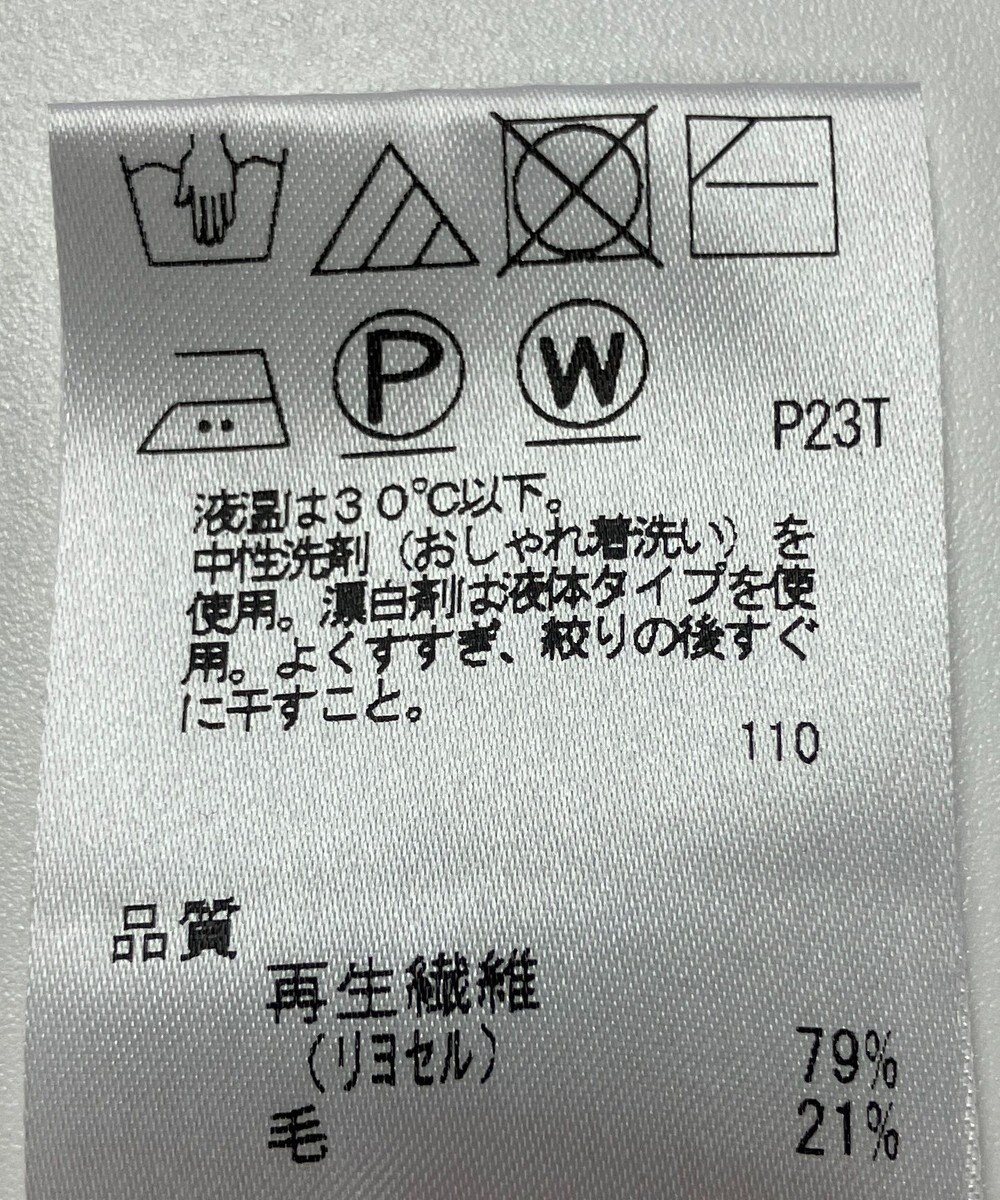 P
W
P23T
液温は30℃以下。
中性洗剤（おしゃれ着洗い）を
使用。漂白剤は液体タイプを使
用。よくすすぎ、絞りの後すぐ
に干すこと。
110
品質
再生繊維
（リヨセル） 79%
毛 21%